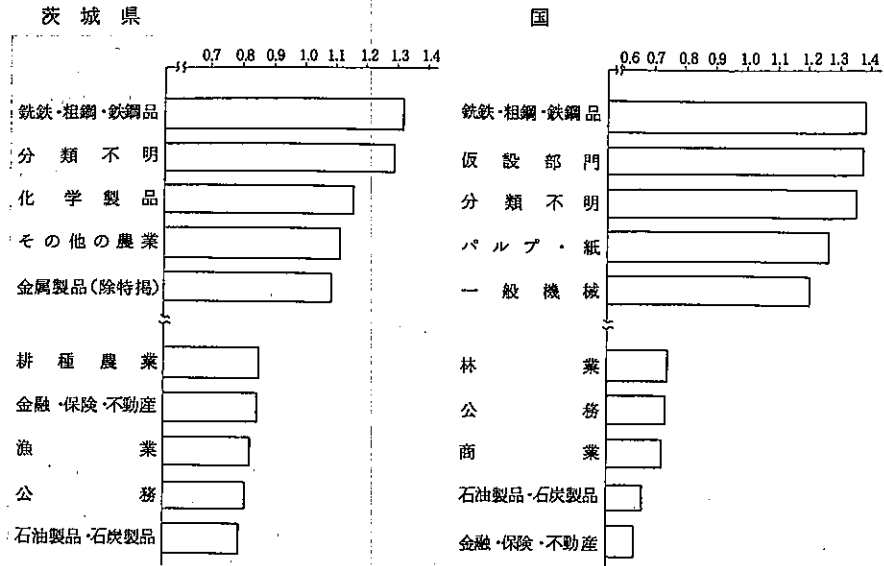 茨城県
0.7 0.8 0.9 1.0 1.1 1.2 1.3 1.4
銑鉄・粗鋼・鉄鋼品
分類不明
化学製品
その他の農業
金属製品(除特掲)
耕種農業
金融・保険・不動産
漁業
公務
石油製品・石炭製品
国
0.6 0.7 0.8 0.9 1.0 1.1 1.2 1.3 1.4
銑鉄・粗鋼・鉄鋼品
仮設部門
分類不明
パルプ・紙
一般機械
林業
公務
商業
石油製品・石炭製品
金融・保険・不動産